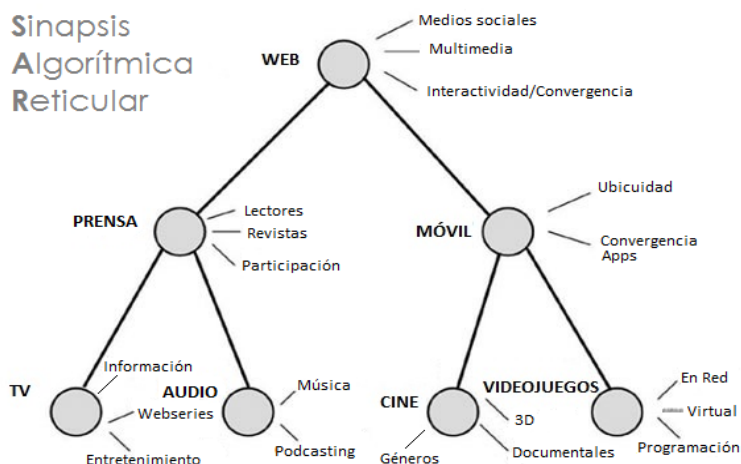 Sinapsis
Algorítmica
Reticular
Medios sociales
WEB
Multimedia
Interactividad/Convergencia
PRENSA
Lectores
Revistas
Participación
MÓVIL
Ubicuidad
Convergencia
Apps
TV
Información
Webseries
Entretenimiento
AUDIO
Música
Podcasting
CINE
Géneros
3D
Documentales
VIDEOJUEGOS
En Red
Virtual
Programación